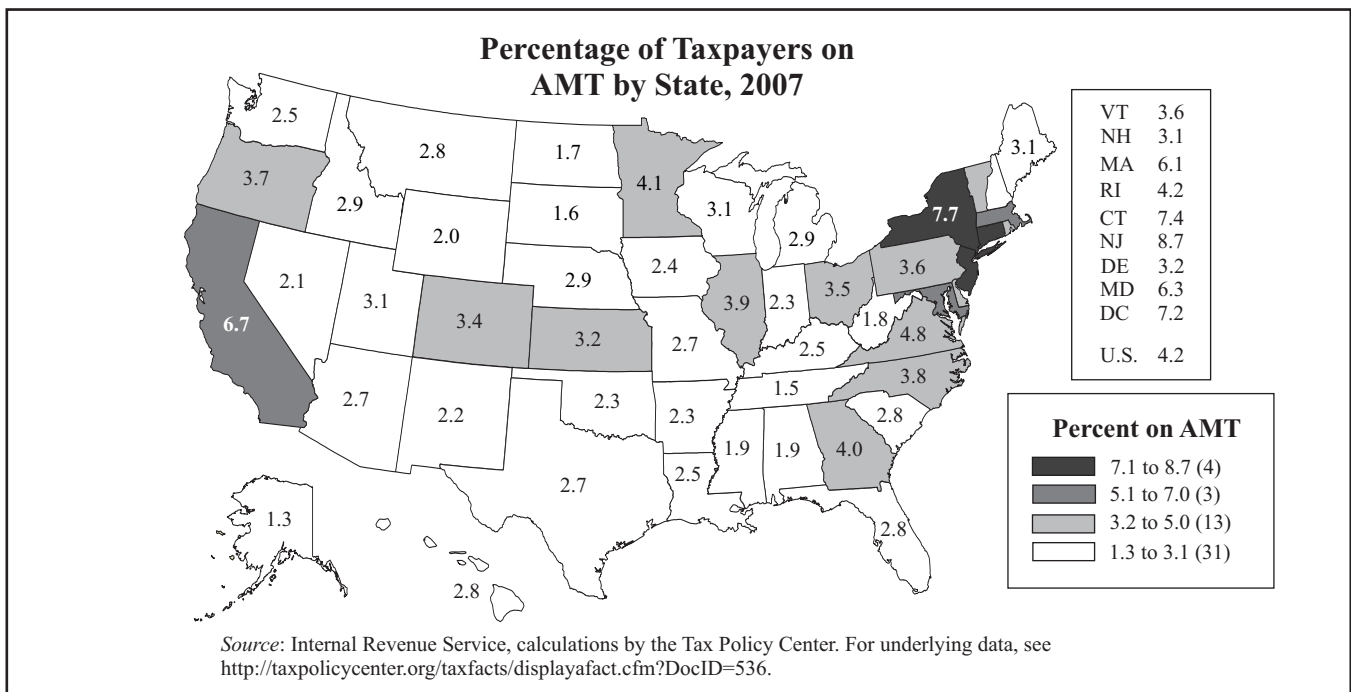 Percentage of Taxpayers on
AMT by State, 2007
2.5
3.7
2.9
2.8
2.0
1.7
1.6
2.9
4.1
3.1
2.9
2.4
6.7
2.1
3.1
3.4
3.2
2.7
3.9
2.3
3.5
3.6
7.7
3.1
1.8
4.8
2.5
3.8
1.5
2.8
2.7
2.2
2.3
2.3
1.9
1.9
4.0
2.5
2.7
2.8
1.3
2.8
VT 3.6
NH 3.1
MA 6.1
RI 4.2
CT 7.4
NJ 8.7
DE 3.2
MD 6.3
DC 7.2
U.S. 4.2
Percent on AMT
7.1 to 8.7 (4)
5.1 to 7.0 (3)
3.2 to 5.0 (13)
1.3 to 3.1 (31)
Source: Internal Revenue Service, calculations by the Tax Policy Center. For underlying data, see
http://taxpolicycenter.org/taxfacts/displayafact.cfm?DocID=536.